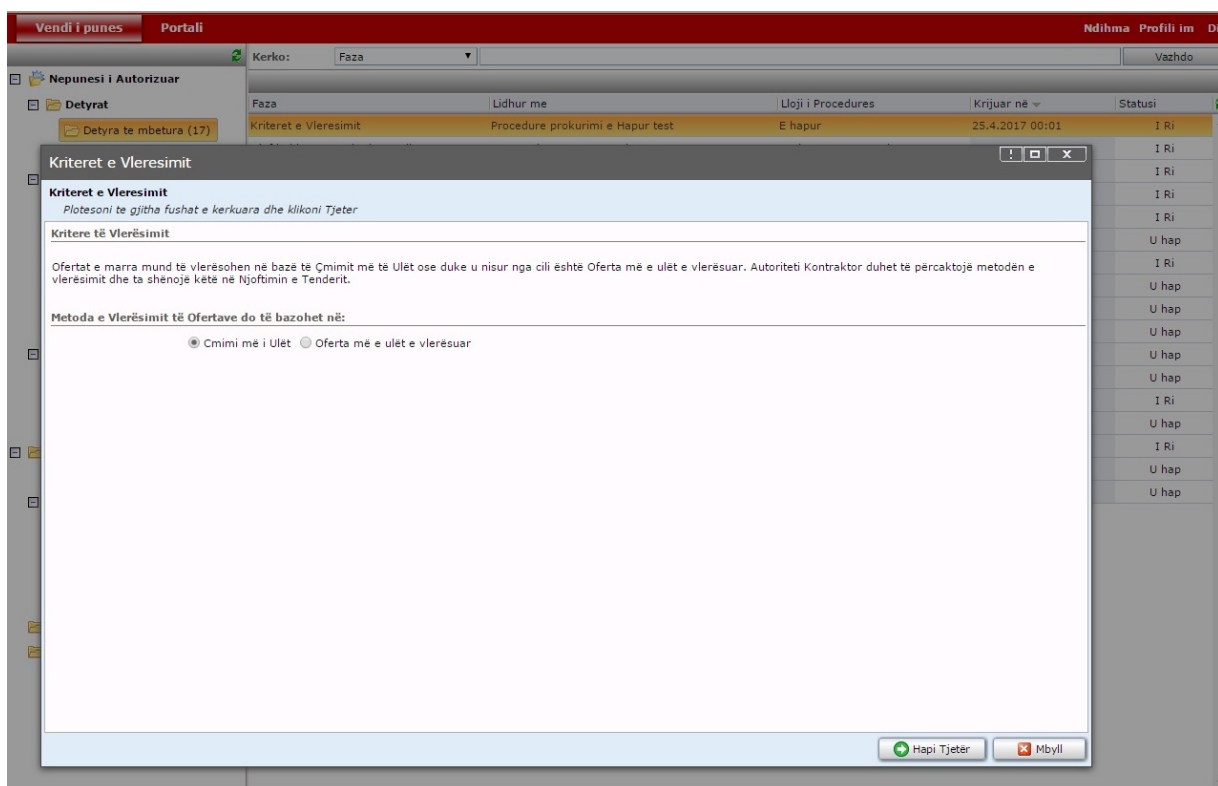 Vendi i punes Portali Ndihma Profili im
Kerko: Faza Vazhdo
Nepunesi i Autorizuar
Detyrat
Faza Lidhur me Lloji i Procedures Krijuar në Statusi
Detyra te mbetura (17)
Kriteret e Vleresimit Procedure prokurimi e Hapur test E hapur 25.4.2017 00:01 I Ri
I Ri
Kriteret e Vleresimit
I Ri
Kriteret e Vleresimit
I Ri
Plotesoni te gjitha fushat e kerkuara dhe klikoni Tjeter
I Ri
Kritere të Vlerësimit
U hap
Ofertat e marra mund të vlerësohen në bazë të Çmimit më të Ulët ose duke u nisur nga cili është Oferta më e ulët e vlerësuar. Autoriteti Kontraktor duhet të përcaktojë metodën e
I Ri
vlerësimit dhe ta shënojë këtë në Njoftimin e Tenderit.
U hap
U hap
Metoda e Vlerësimit të Ofertave do të bazohet në:
U hap
Cmimi më i Ulët Oferta më e ulët e vlerësuar
U hap
U hap
I Ri
U hap
I Ri
U hap
U hap
Hapi Tjetër Mbyll